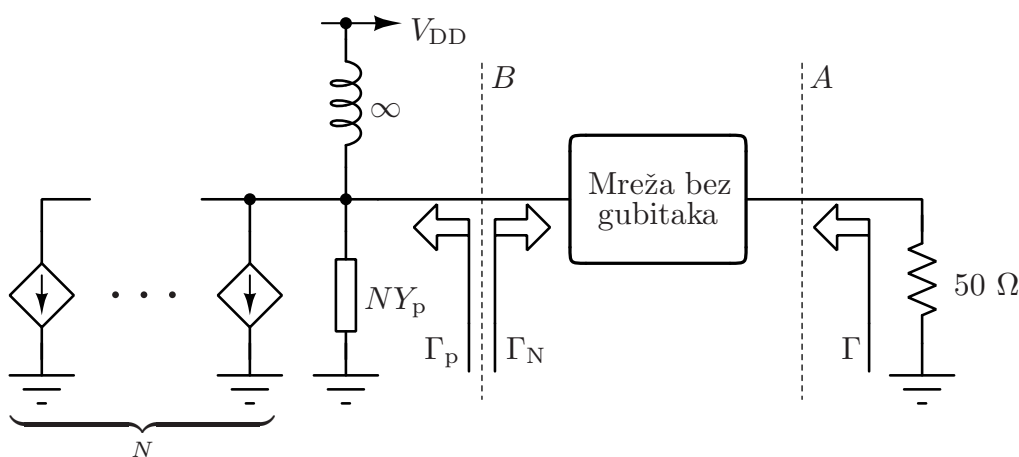 V_DD
∞
B
A
Mreža bez
gubitaka
NY_p
Γ_p
Γ_N
Γ
50 Ω
. . .
N